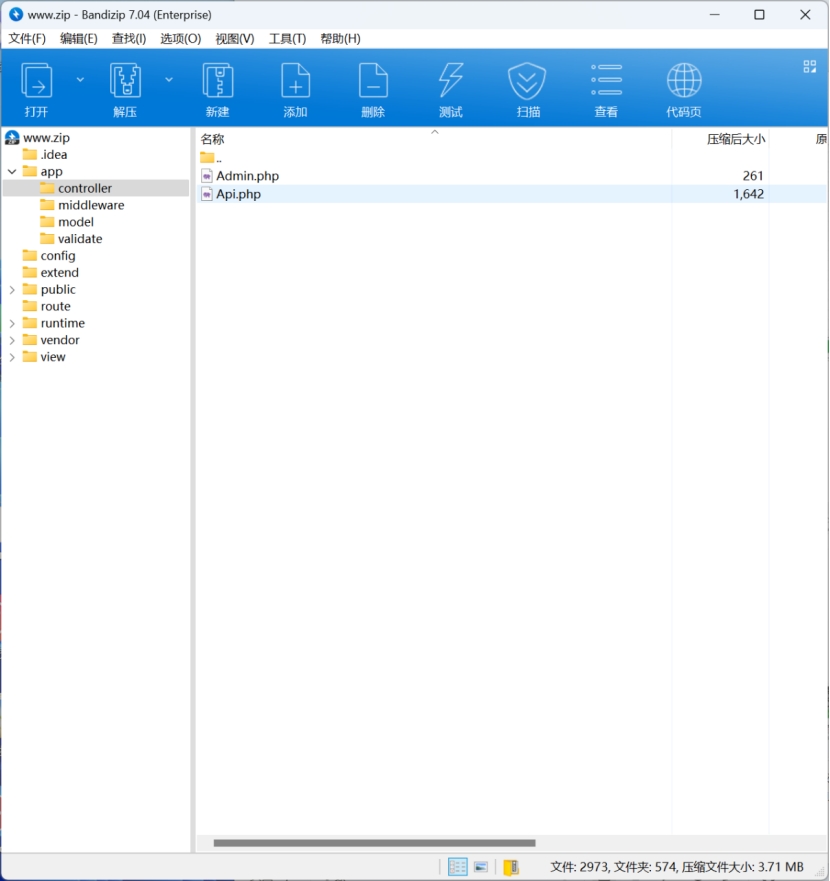 www.zip - Bandizip 7.04 (Enterprise)
文件(F) 编辑(E) 查找(I) 选项(O) 视图(V) 工具(T) 帮助(H)
打开 解压 新建 添加 删除 测试 扫描 查看 代码页
www.zip
.idea
app
controller
middleware
model
validate
config
extend
public
route
runtime
vendor
view
名称 压缩后大小 原
..
Admin.php 261
Api.php 1,642
文件: 2973, 文件夹: 574, 压缩文件大小: 3.71 MB